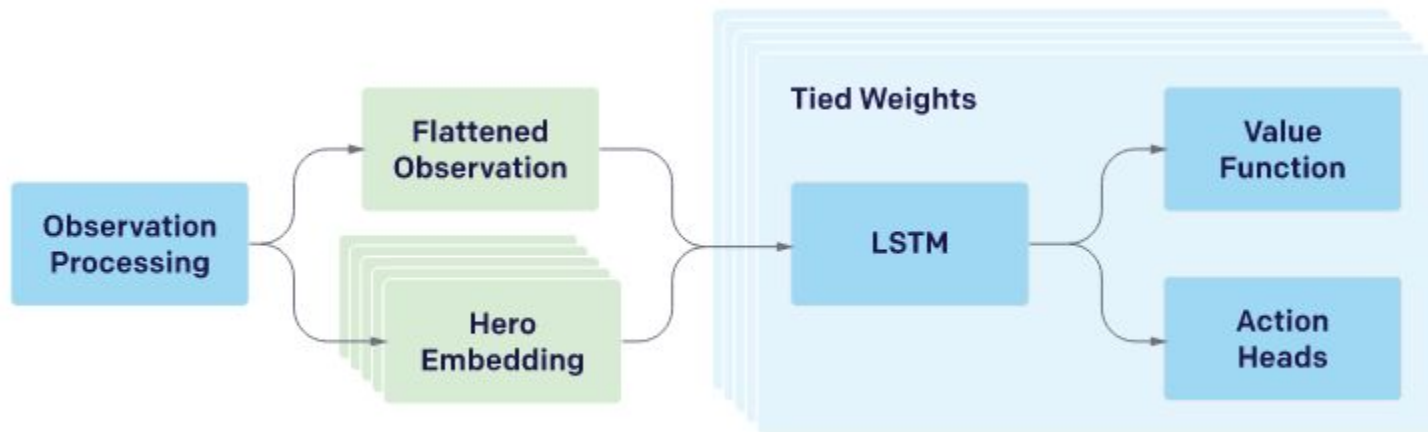 Observation
Processing
Flattened
Observation
Hero
Embedding
Tied Weights
LSTM
Value
Function
Action
Heads